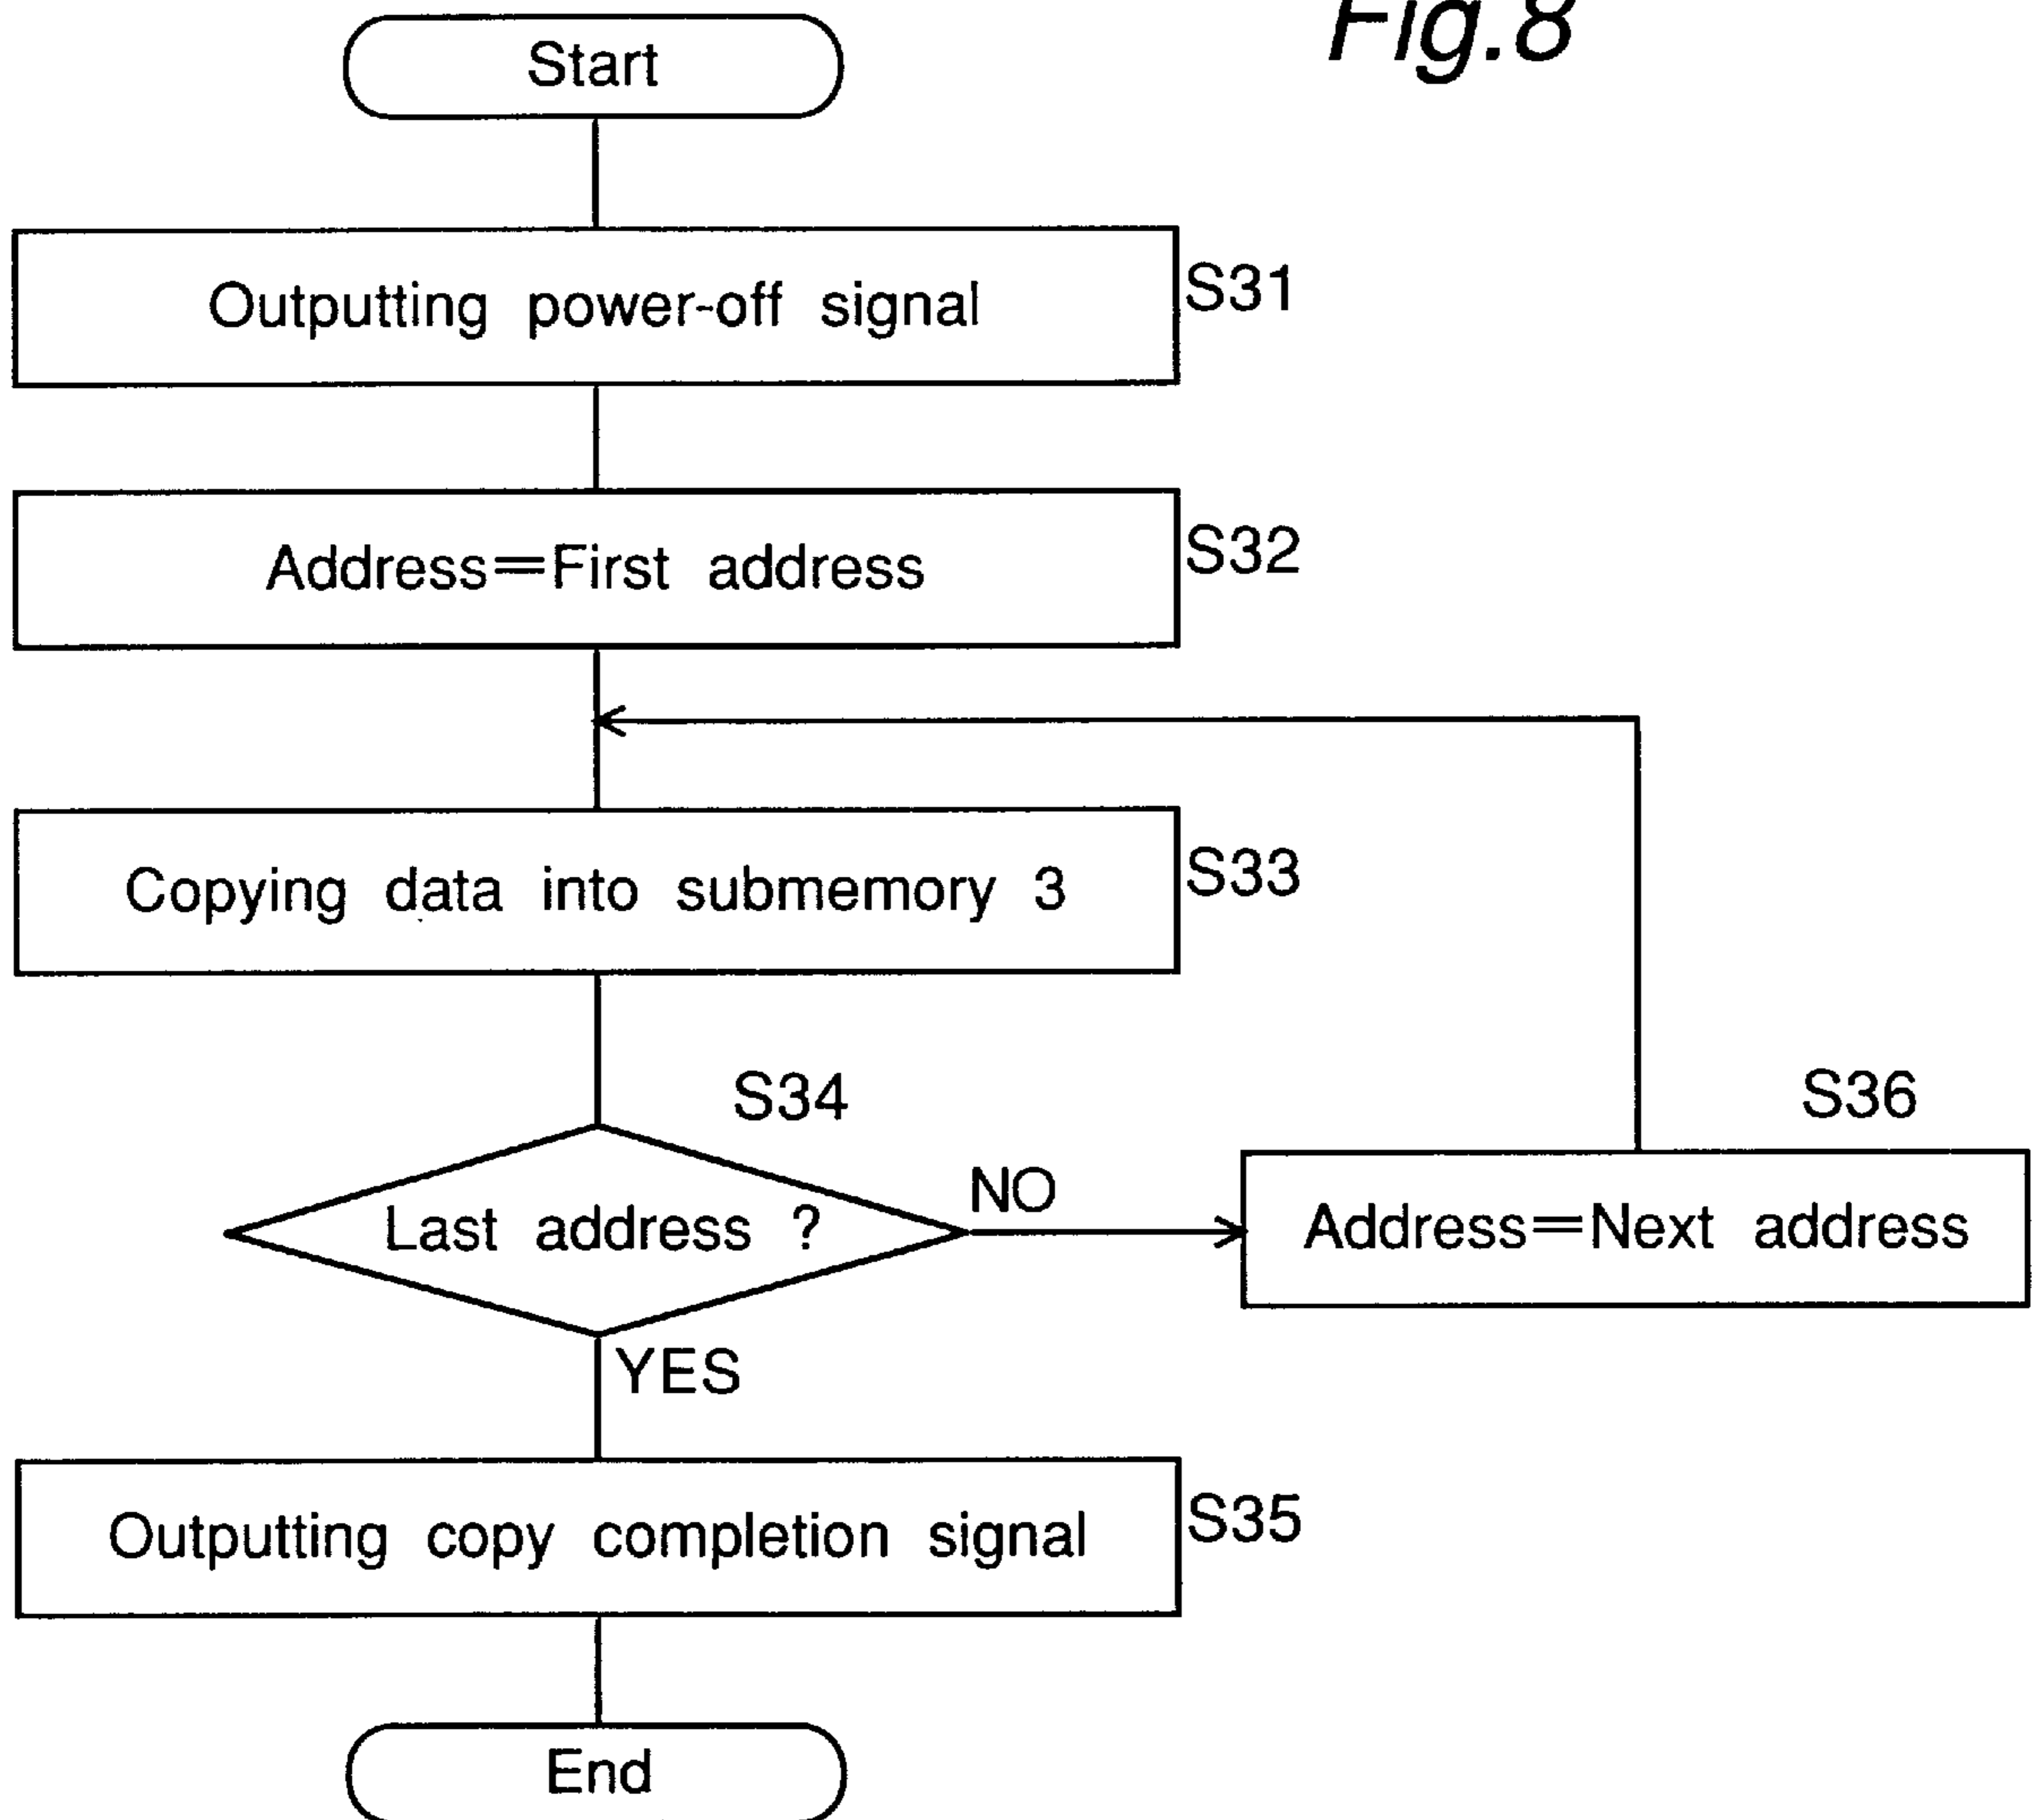 Fig.8
Start
Outputting power-off signal
S31
Address=First address
S32
Copying data into submemory 3
S33
S34
Last address ?
NO
S36
Address=Next address
YES
Outputting copy completion signal
S35
End